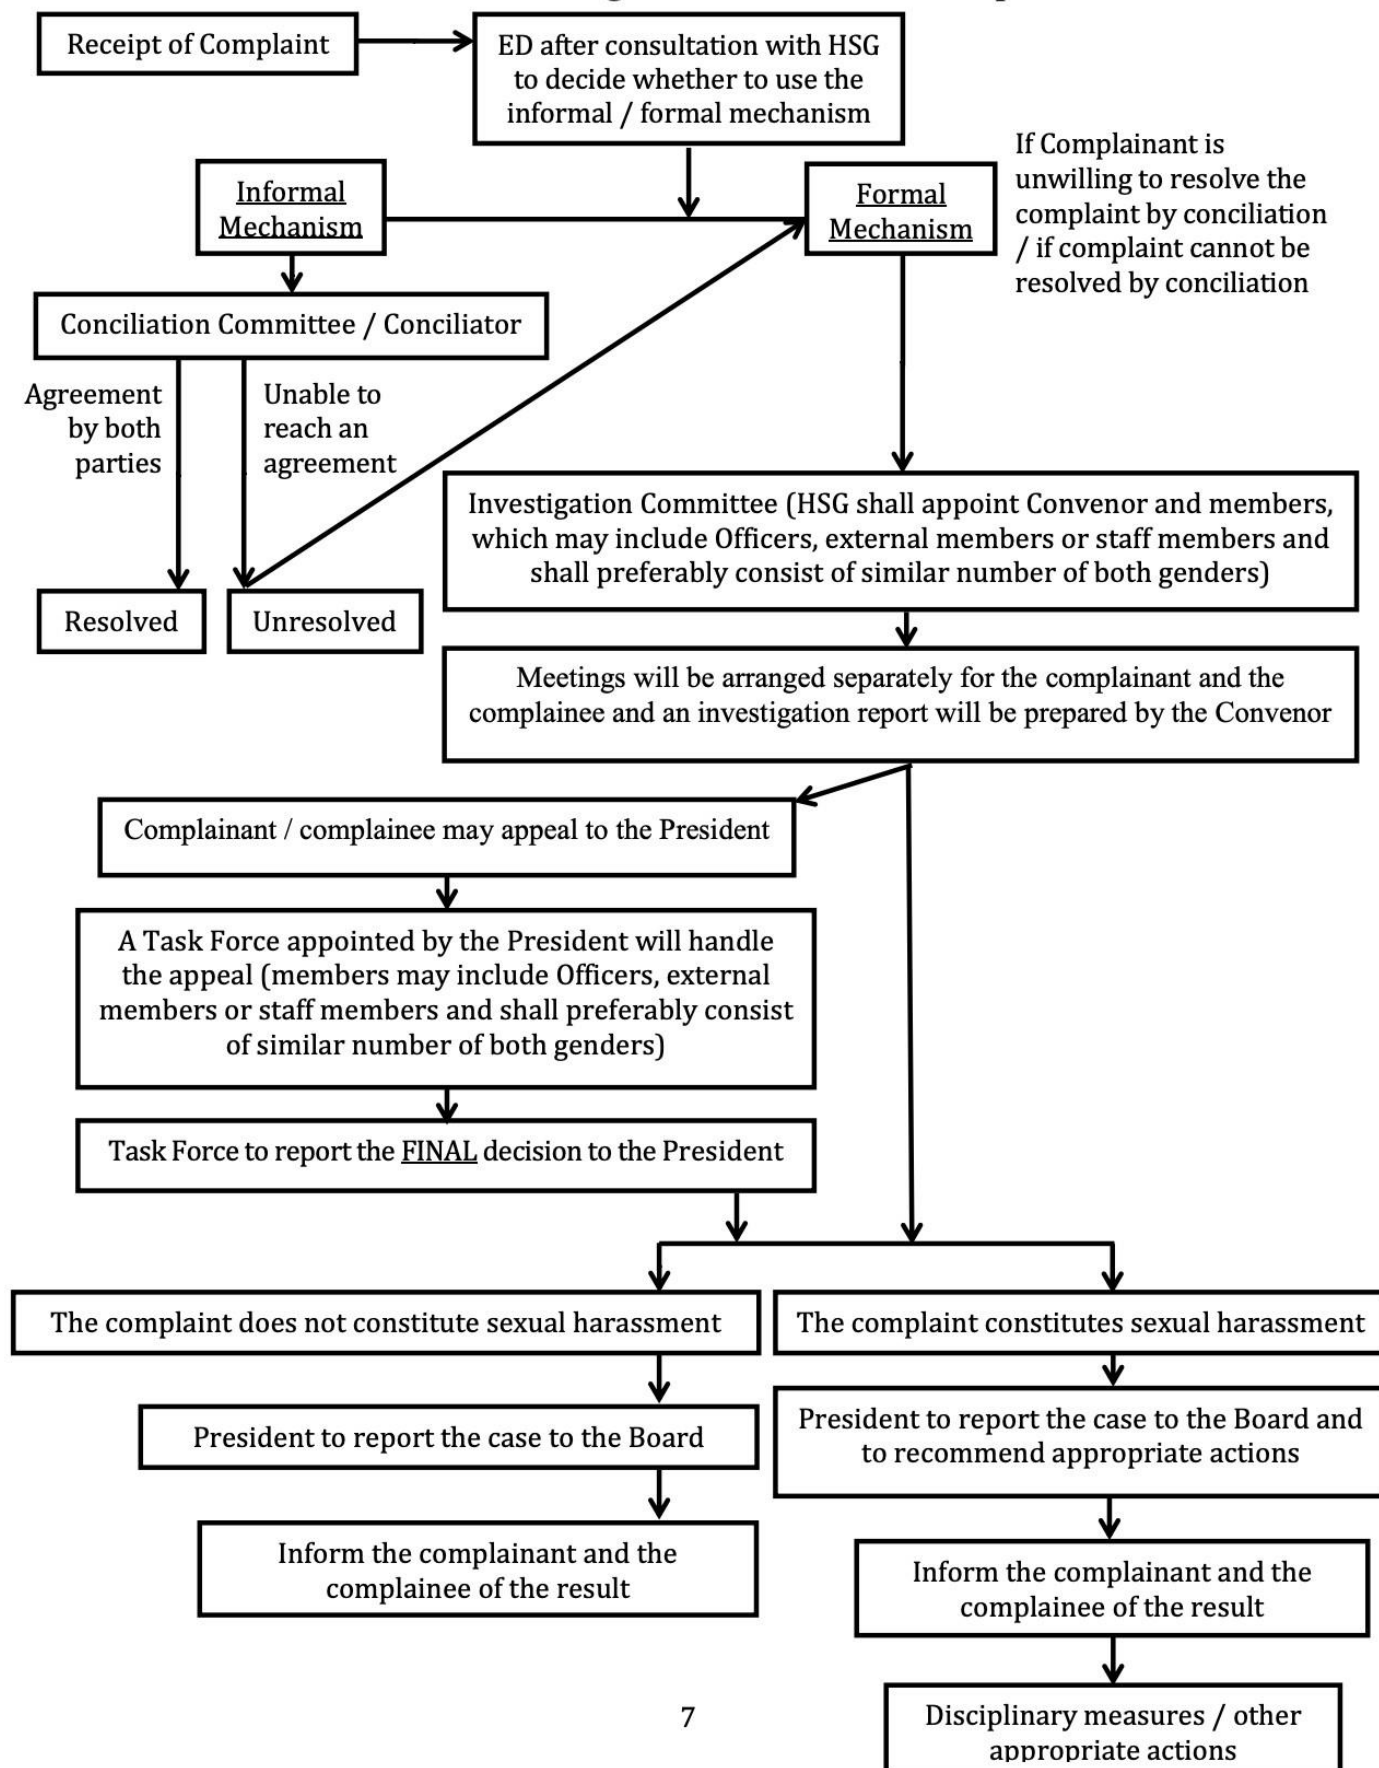 Receipt of Complaint
ED after consultation with HSG
to decide whether to use the
informal / formal mechanism
If Complainant is
unwilling to resolve the
complaint by conciliation
/ if complaint cannot be
resolved by conciliation
Informal
Mechanism
Formal
Mechanism
Conciliation Committee / Conciliator
Agreement
by both
parties
Unable to
reach an
agreement
Resolved
Unresolved
Investigation Committee (HSG shall appoint Convenor and members,
which may include Officers, external members or staff members and
shall preferably consist of similar number of both genders)
Meetings will be arranged separately for the complainant and the
complainee and an investigation report will be prepared by the Convenor
Complainant / complainee may appeal to the President
A Task Force appointed by the President will handle
the appeal (members may include Officers, external
members or staff members and shall preferably consist
of similar number of both genders)
Task Force to report the FINAL decision to the President
The complaint does not constitute sexual harassment
The complaint constitutes sexual harassment
President to report the case to the Board
President to report the case to the Board and
to recommend appropriate actions
Inform the complainant and the
complainee of the result
Inform the complainant and the
complainee of the result
Disciplinary measures / other
appropriate actions
7